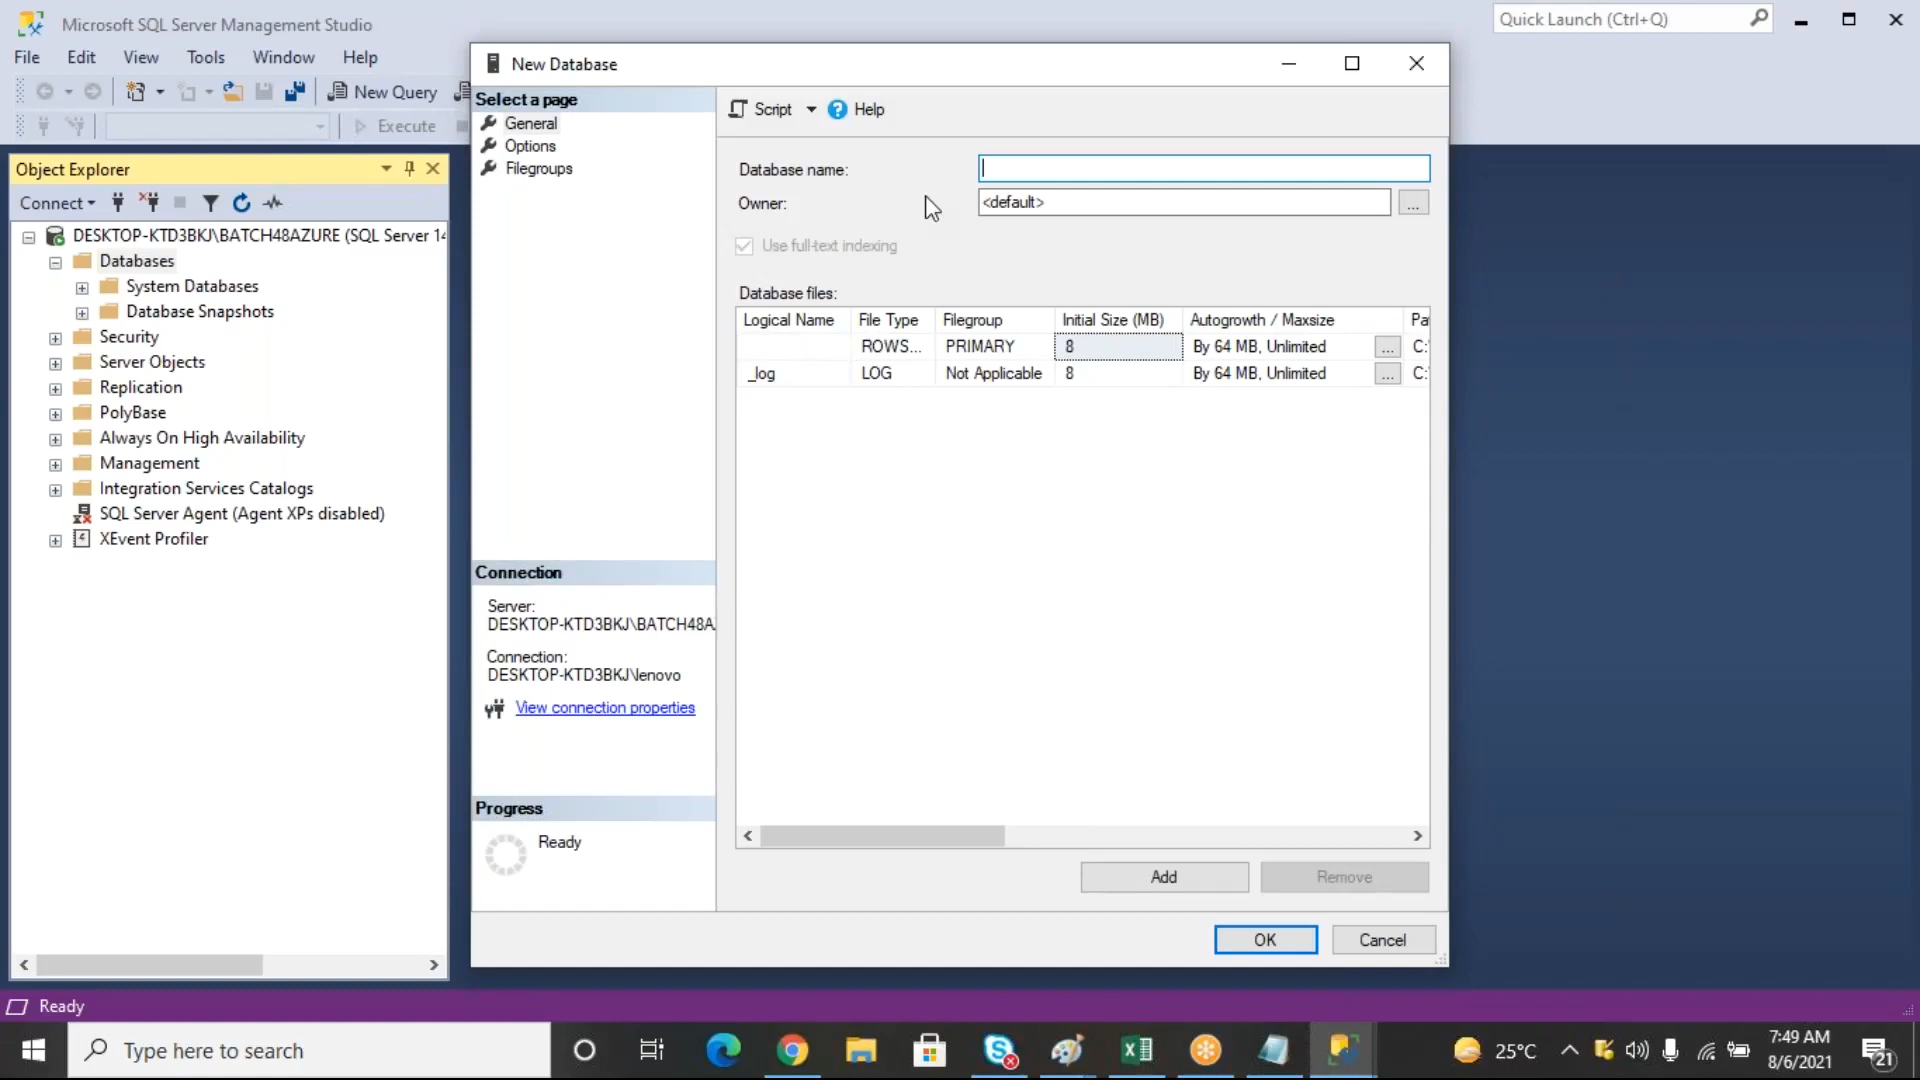 Microsoft SQL Server Management Studio
Quick Launch (Ctrl+Q)
File Edit View Tools Window Help
New Query
Execute
Object Explorer
Connect
DESKTOP-KTD3BKJ\BATCH48AZURE (SQL Server 14
Databases
System Databases
Database Snapshots
Security
Server Objects
Replication
PolyBase
Always On High Availability
Management
Integration Services Catalogs
SQL Server Agent (Agent XPs disabled)
XEvent Profiler
New Database
Select a page
General
Options
Filegroups
Connection
Server:
DESKTOP-KTD3BKJ\BATCH48A
Connection:
DESKTOP-KTD3BKJ\lenovo
View connection properties
Progress
Ready
Script Help
Database name:
Owner: <default> ...
Use full-text indexing
Database files:
Logical Name File Type Filegroup Initial Size (MB) Autogrowth / Maxsize Pa
ROWS... PRIMARY 8 By 64 MB, Unlimited ... C:
_log LOG Not Applicable 8 By 64 MB, Unlimited ... C:
Add Remove
OK Cancel
Ready
Type here to search
25°C
7:49 AM
8/6/2021
21